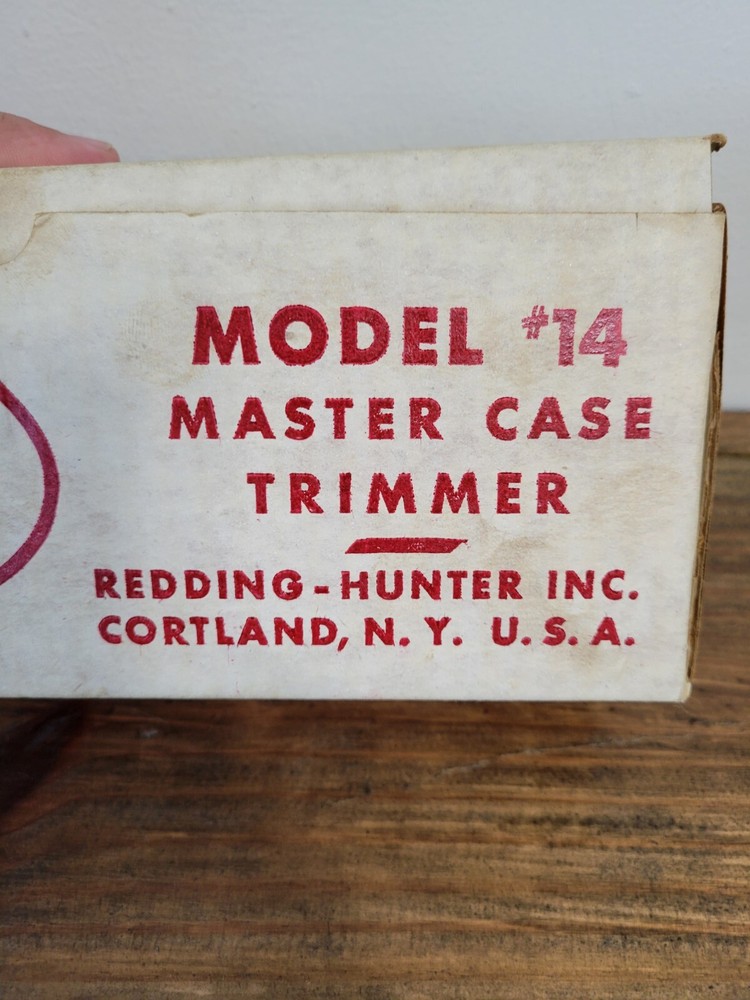 MODEL #14
MASTER CASE
TRIMMER
REDDING-HUNTER INC.
CORTLAND, N. Y. U. S. A.